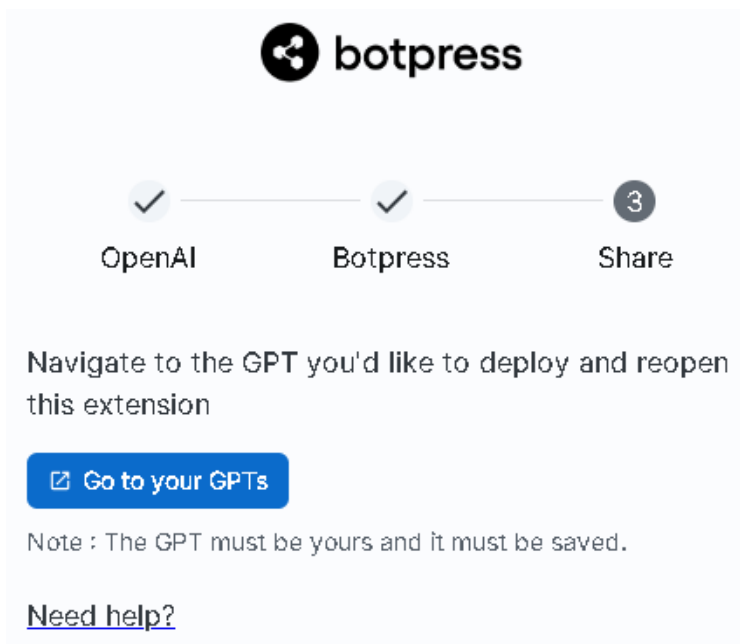 botpress
3
OpenAI
Botpress
Share
Navigate to the GPT you'd like to deploy and reopen
this extension
Go to your GPTs
Note : The GPT must be yours and it must be saved.
Need help?